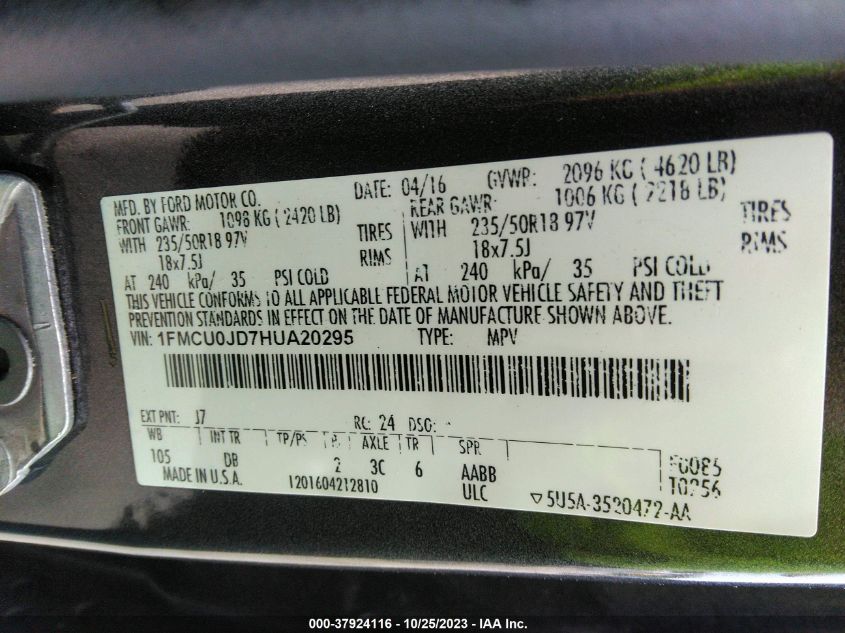 MFD. BY FORD MOTOR CO.
DATE: 04/16 GVWR: 2096 KG ( 4620 LB)
FRONT GAWR: 1098 KG ( 2420 LB) REAR GAWR: 1006 KG ( 2218 LB)
WITH 235/50R18 97V TIRES WITH 235/50R18 97V TIRES
18x7.5J RIMS 18x7.5J RIMS
AT 240 kPa/ 35 PSI COLD AT 240 kPa/ 35 PSI COLD
THIS VEHICLE CONFORMS TO ALL APPLICABLE FEDERAL MOTOR VEHICLE SAFETY AND THEFT
PREVENTION STANDARDS IN EFFECT ON THE DATE OF MANUFACTURE SHOWN ABOVE.
VIN: 1FMCU0JD7HUA20295 TYPE: MPV
EXT PNT: J7 RC: 24 DSO:
WB INT TR TP/PS R AXLE TR SPR
105 DB 2 3C 6 AABB
MADE IN U.S.A. 1201604212810 ULC
▽ 5U5A-3520472-AA
000-37924116 - 10/25/2023 - IAA Inc.